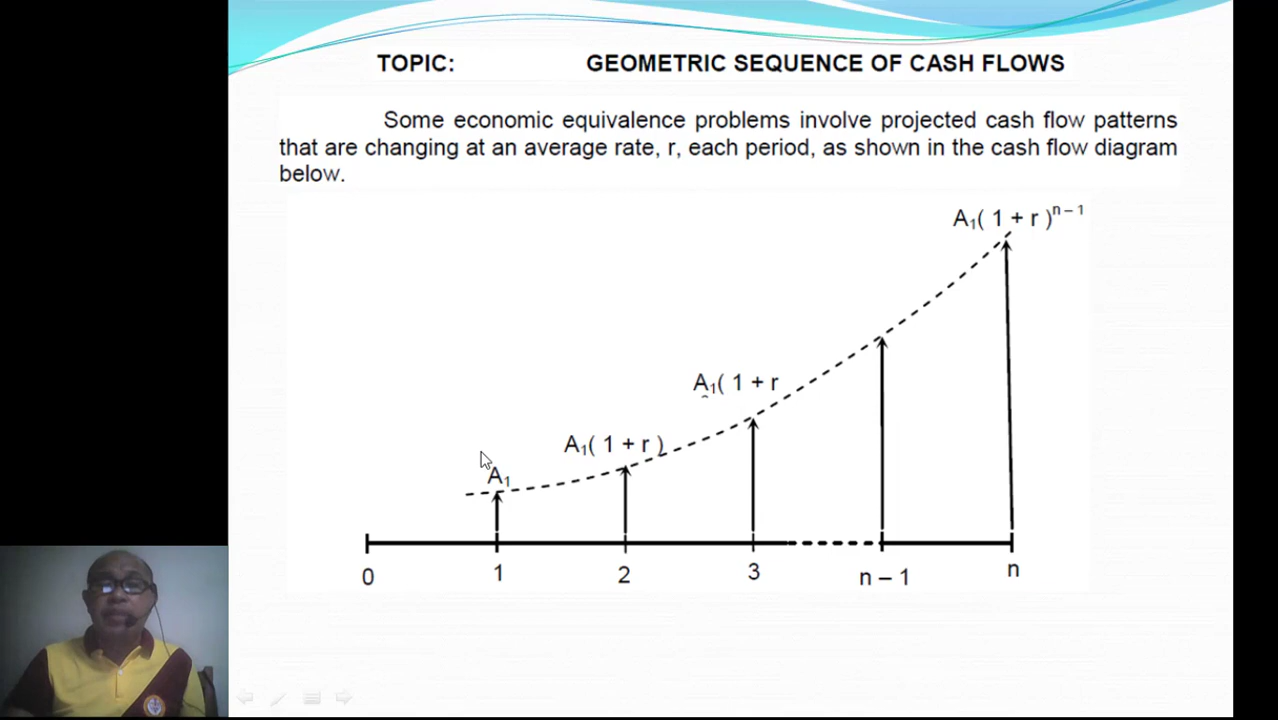 TOPIC: GEOMETRIC SEQUENCE OF CASH FLOWS
Some economic equivalence problems involve projected cash flow patterns
that are changing at an average rate, r, each period, as shown in the cash flow diagram
below.
A₁( 1 + r )ⁿ⁻¹
A₁( 1 + r
A₁( 1 + r )
A₁
0 1 2 3 n – 1 n